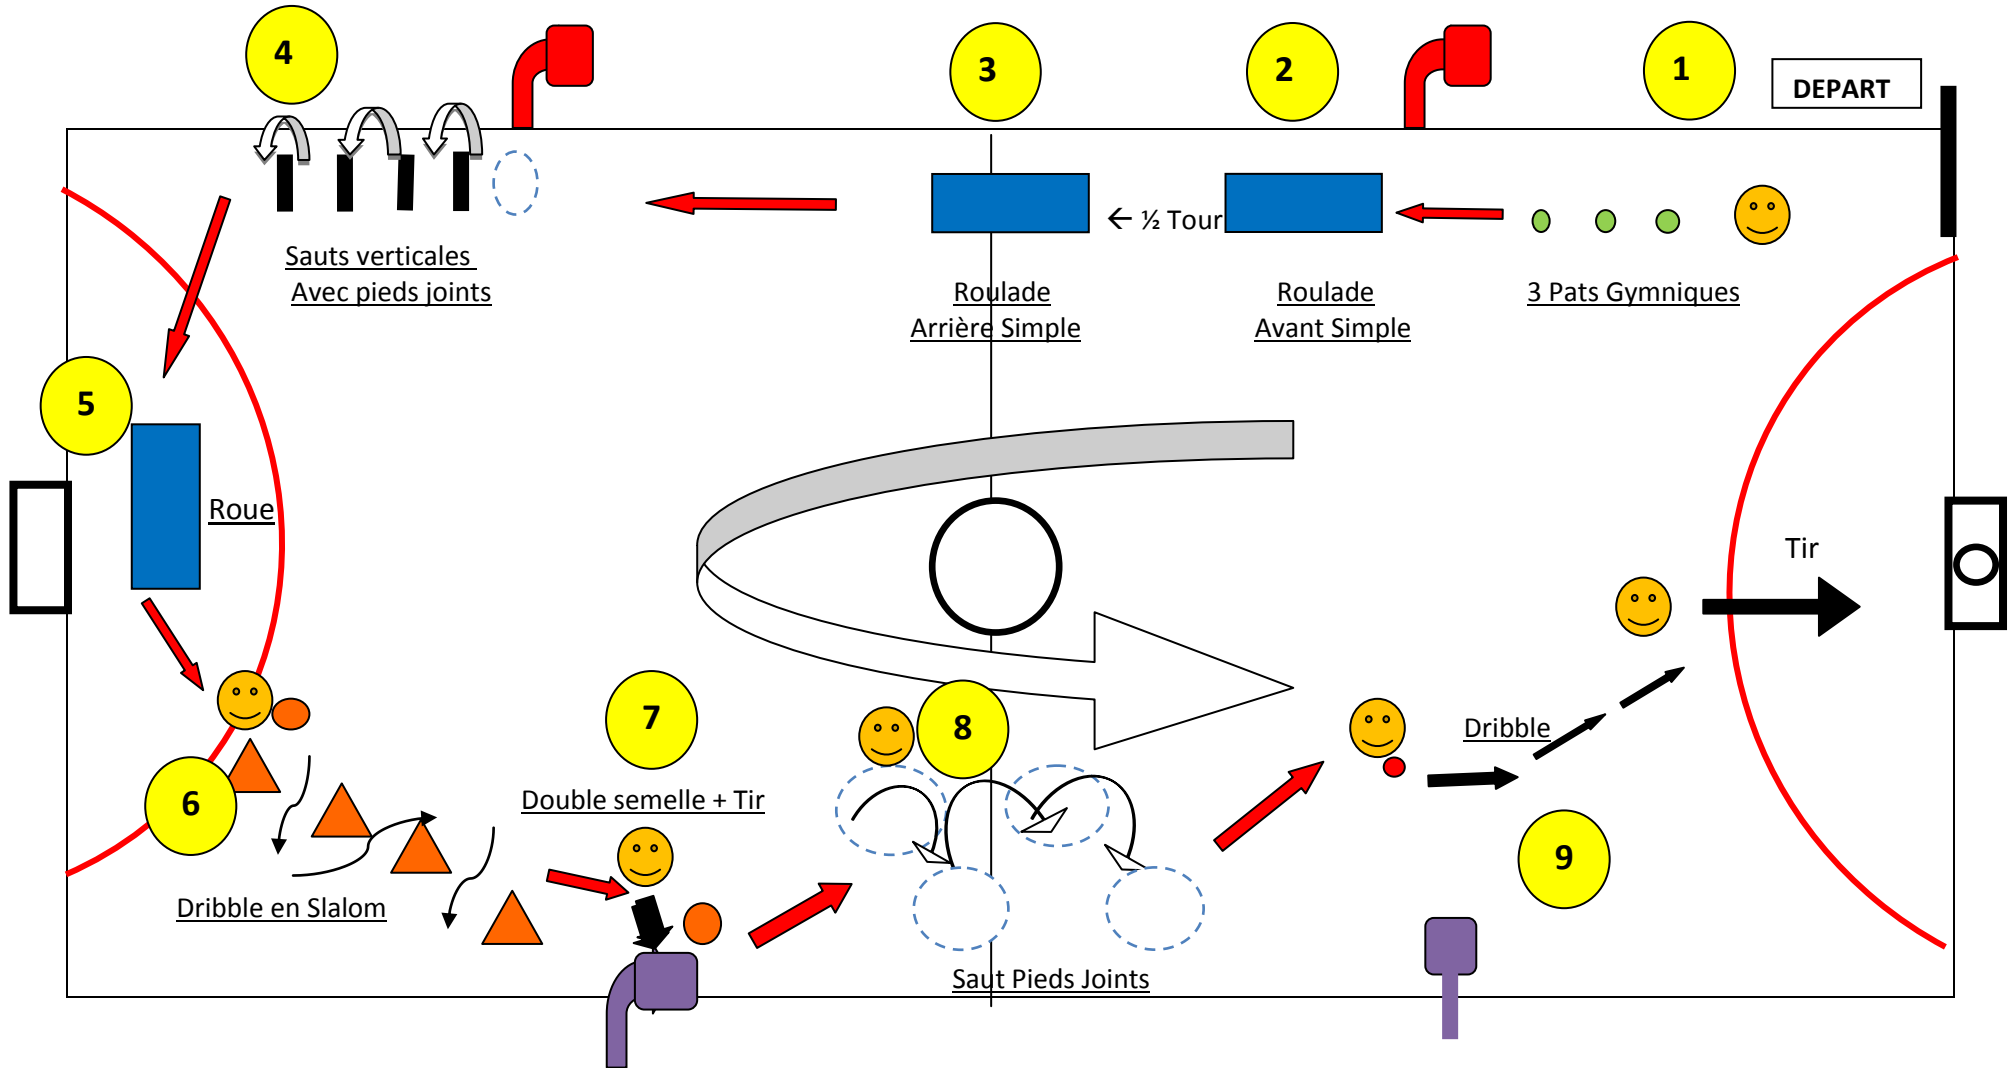 4
3
2
1
DEPART
← ½ Tour
Sauts verticales
Avec pieds joints
Roulade
Arrière Simple
Roulade
Avant Simple
3 Pats Gymniques
5
Roue
Tir
7
8
Dribble
6
Double semelle + Tir
9
Dribble en Slalom
Saut Pieds Joints